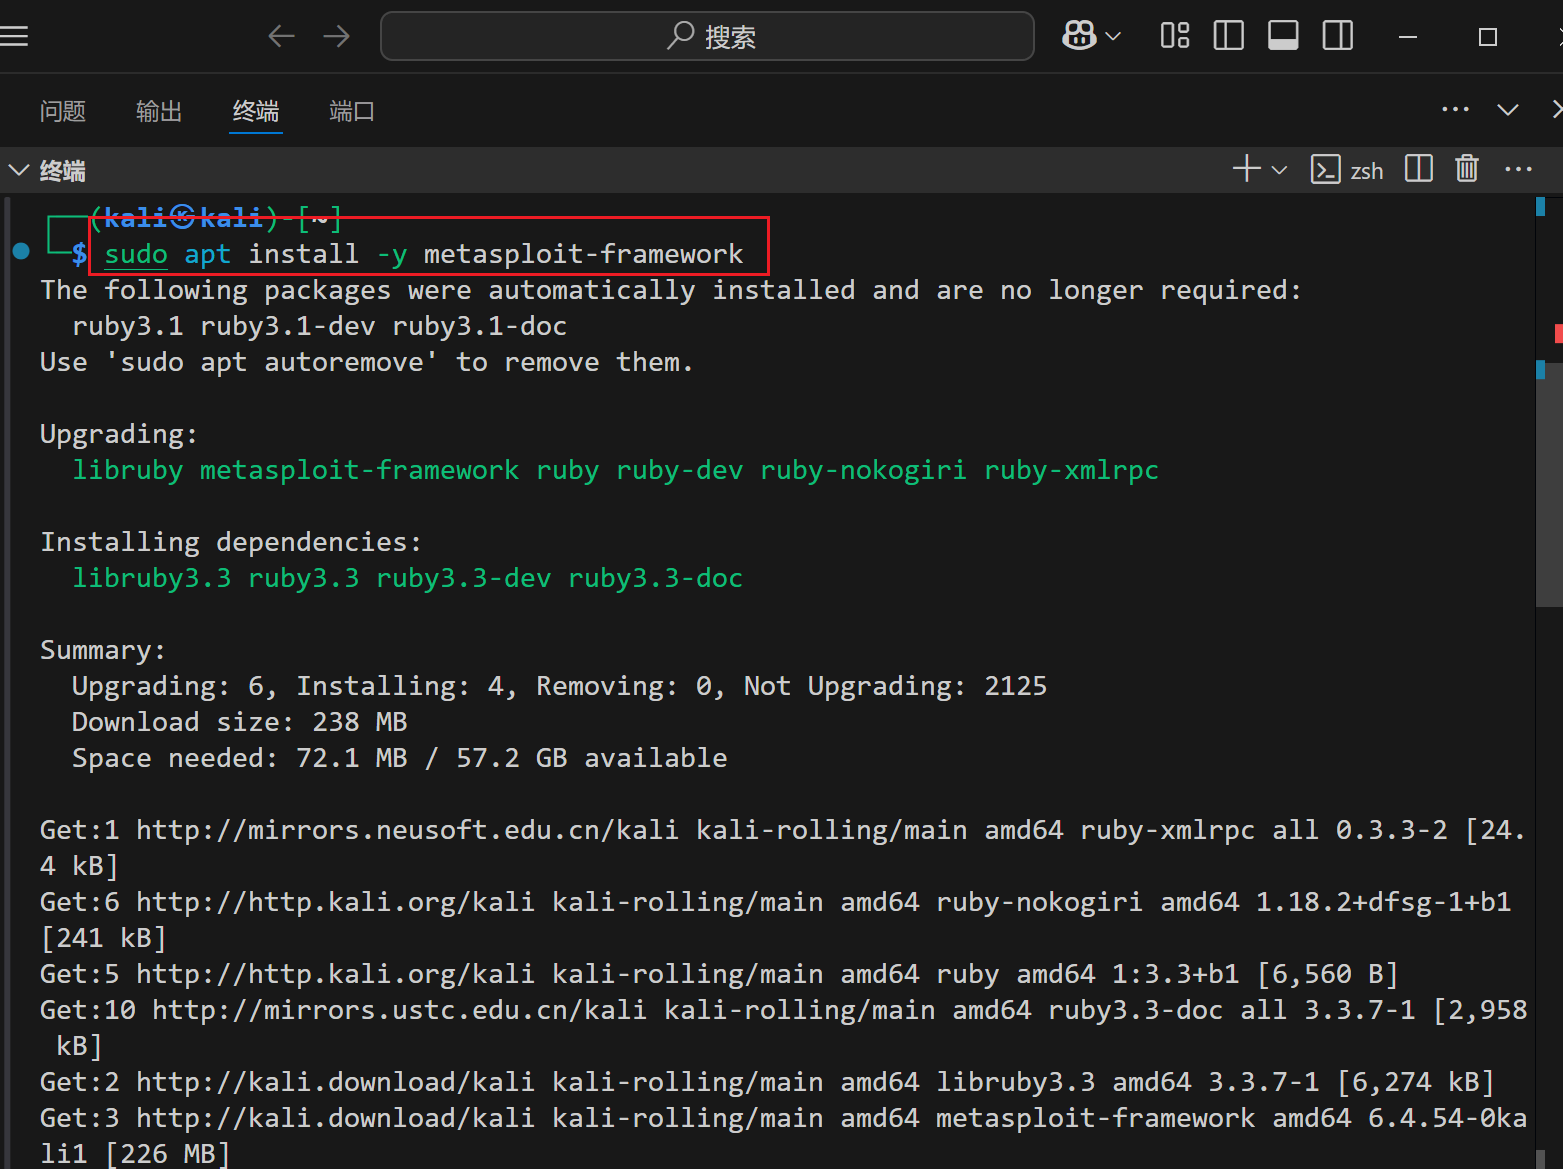 搜索
问题 输出 终端 端口
终端 zsh
(kali㉿kali)-[~]
$ sudo apt install -y metasploit-framework
The following packages were automatically installed and are no longer required:
ruby3.1 ruby3.1-dev ruby3.1-doc
Use 'sudo apt autoremove' to remove them.
Upgrading:
libruby metasploit-framework ruby ruby-dev ruby-nokogiri ruby-xmlrpc
Installing dependencies:
libruby3.3 ruby3.3 ruby3.3-dev ruby3.3-doc
Summary:
Upgrading: 6, Installing: 4, Removing: 0, Not Upgrading: 2125
Download size: 238 MB
Space needed: 72.1 MB / 57.2 GB available
Get:1 http://mirrors.neusoft.edu.cn/kali kali-rolling/main amd64 ruby-xmlrpc all 0.3.3-2 [24.
4 kB]
Get:6 http://http.kali.org/kali kali-rolling/main amd64 ruby-nokogiri amd64 1.18.2+dfsg-1+b1
[241 kB]
Get:5 http://http.kali.org/kali kali-rolling/main amd64 ruby amd64 1:3.3+b1 [6,560 B]
Get:10 http://mirrors.ustc.edu.cn/kali kali-rolling/main amd64 ruby3.3-doc all 3.3.7-1 [2,958
kB]
Get:2 http://kali.download/kali kali-rolling/main amd64 libruby3.3 amd64 3.3.7-1 [6,274 kB]
Get:3 http://kali.download/kali kali-rolling/main amd64 metasploit-framework amd64 6.4.54-0ka
li1 [226 MB]